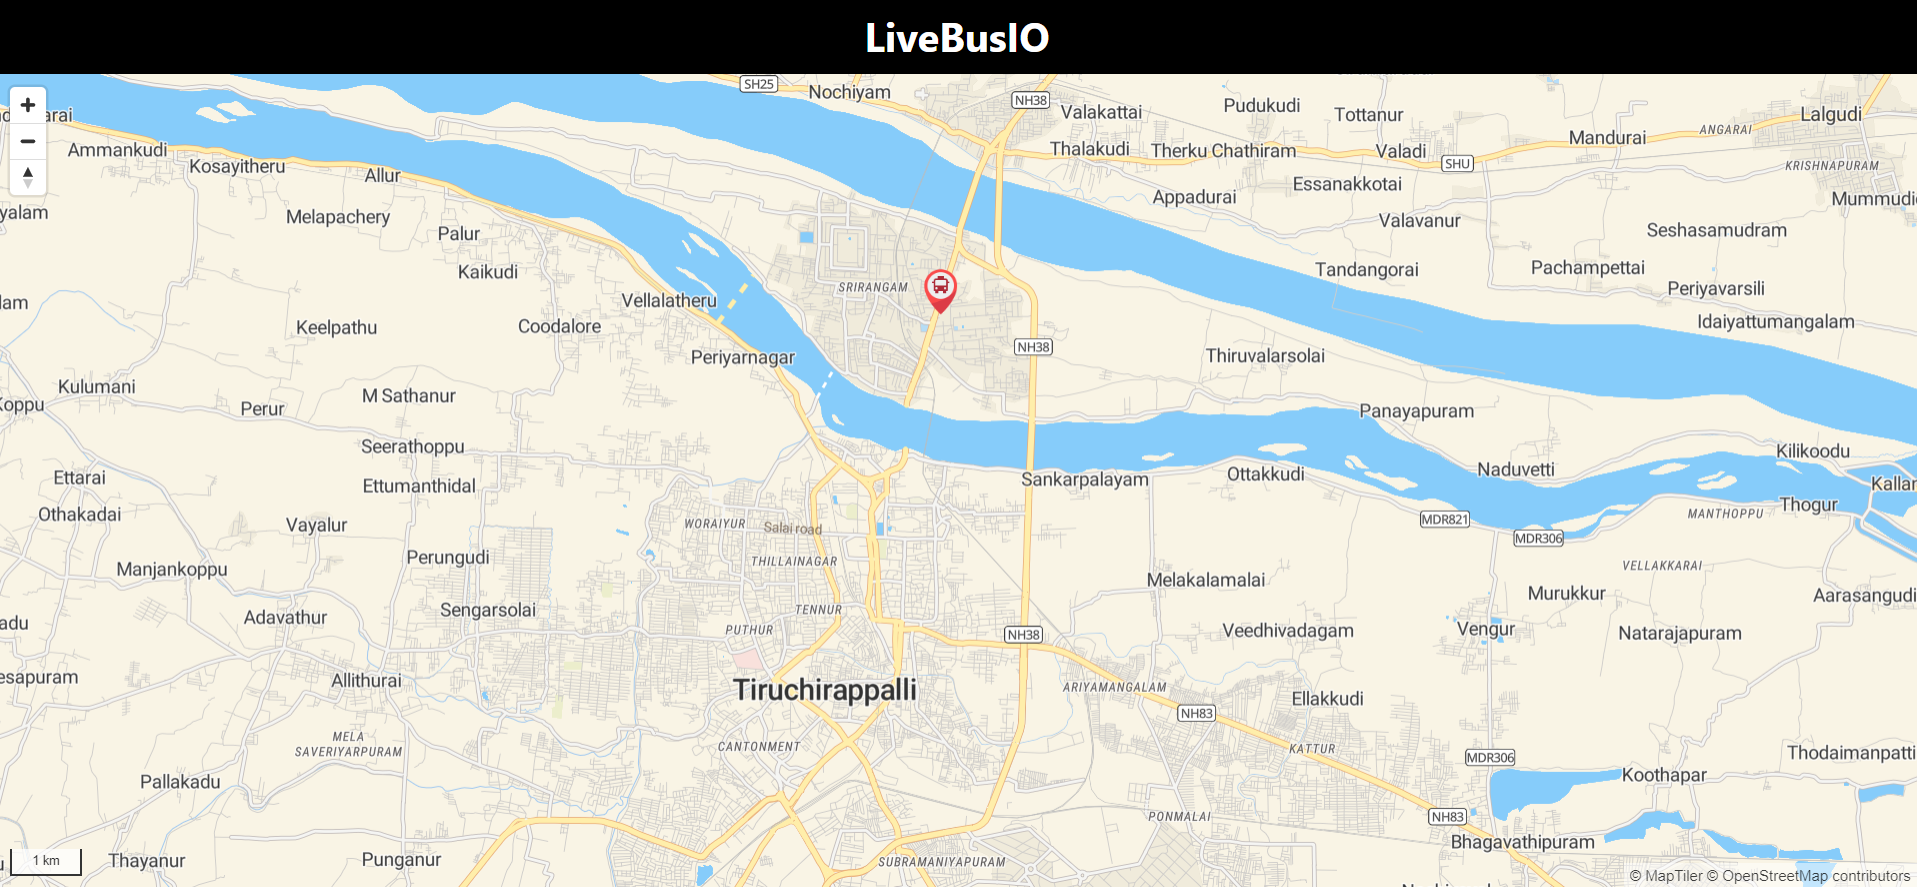 LiveBusIO
SH25
Nochiyam
NH38
Valakattai
Pudukudi
Tottanur
Lalgudi
Ammankudi
Kosayitheru
Allur
Thalakudi
Therku Chathiram
Valadi
SHU
Mandurai
ANGARAI
KRISHNAPURAM
yalam
Melapachery
Palur
Appadurai
Essanakkotai
Valavanur
Mummudi
Seshasamudram
Kaikudi
Tandangorai
Pachampettai
Periyavarsili
lam
Vellalatheru
SRIRANGAM
Keelpathu
Coodalore
Idaiyattumangalam
Periyarnagar
NH38
Thiruvalarsolai
Kulumani
Koppu
Perur
M Sathanur
Panayapuram
Seerathoppu
Kilikoodu
Ettarai
Ettumanthidal
Sankarpalayam
Ottakkudi
Naduvetti
Kallar
Othakadai
Vayalur
WORAIYUR
Salai road
MDR821
MDR306
MANTHOPPU
Thogur
Manjankoppu
Perungudi
THILLAINAGAR
VELLAKKARAI
Melakalamalai
Murukkur
Aarasangudi
adu
Adavathur
Sengarsolai
TENNUR
PUTHUR
NH38
Veedhivadagam
Vengur
Natarajapuram
esapuram
Allithurai
Tiruchirappalli
ARIYAMANGALAM
Ellakkudi
NH83
MELA
SAVERIYARPURAM
CANTONMENT
KATTUR
MDR306
Thodaimanpatti
Pallakadu
Koothapar
PONMALAI
NH83
Bhagavathipuram
1 km
Thayanur
Punganur
SUBRAMANIYAPURAM
© MapTiler © OpenStreetMap contributors